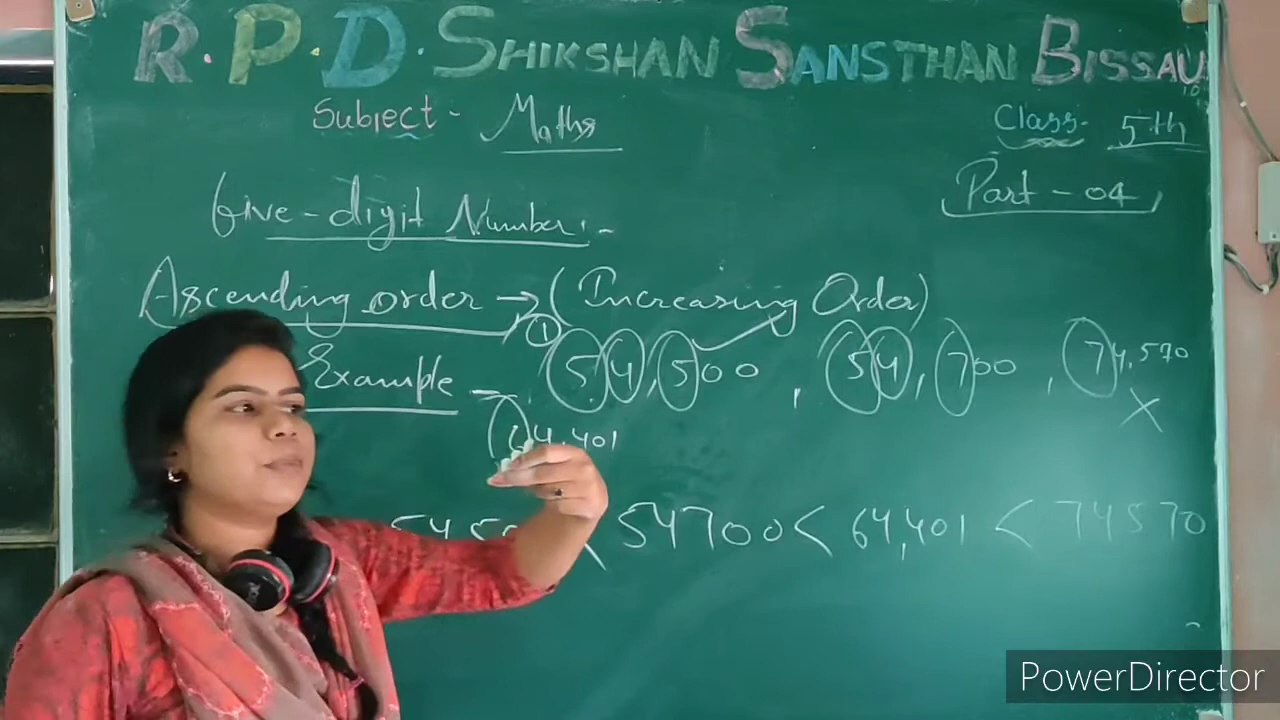 R.P.D. SHIKSHAN SANSTHAN BISSAU
Subject - Maths
Class - 5th
Part - 04
Five-digit Number :-
Ascending order → (Increasing Order)
Example - ① 54,500 , 54,700 , 74,570
64,401 X
< 54700 < 64,401 < 74570
PowerDirector